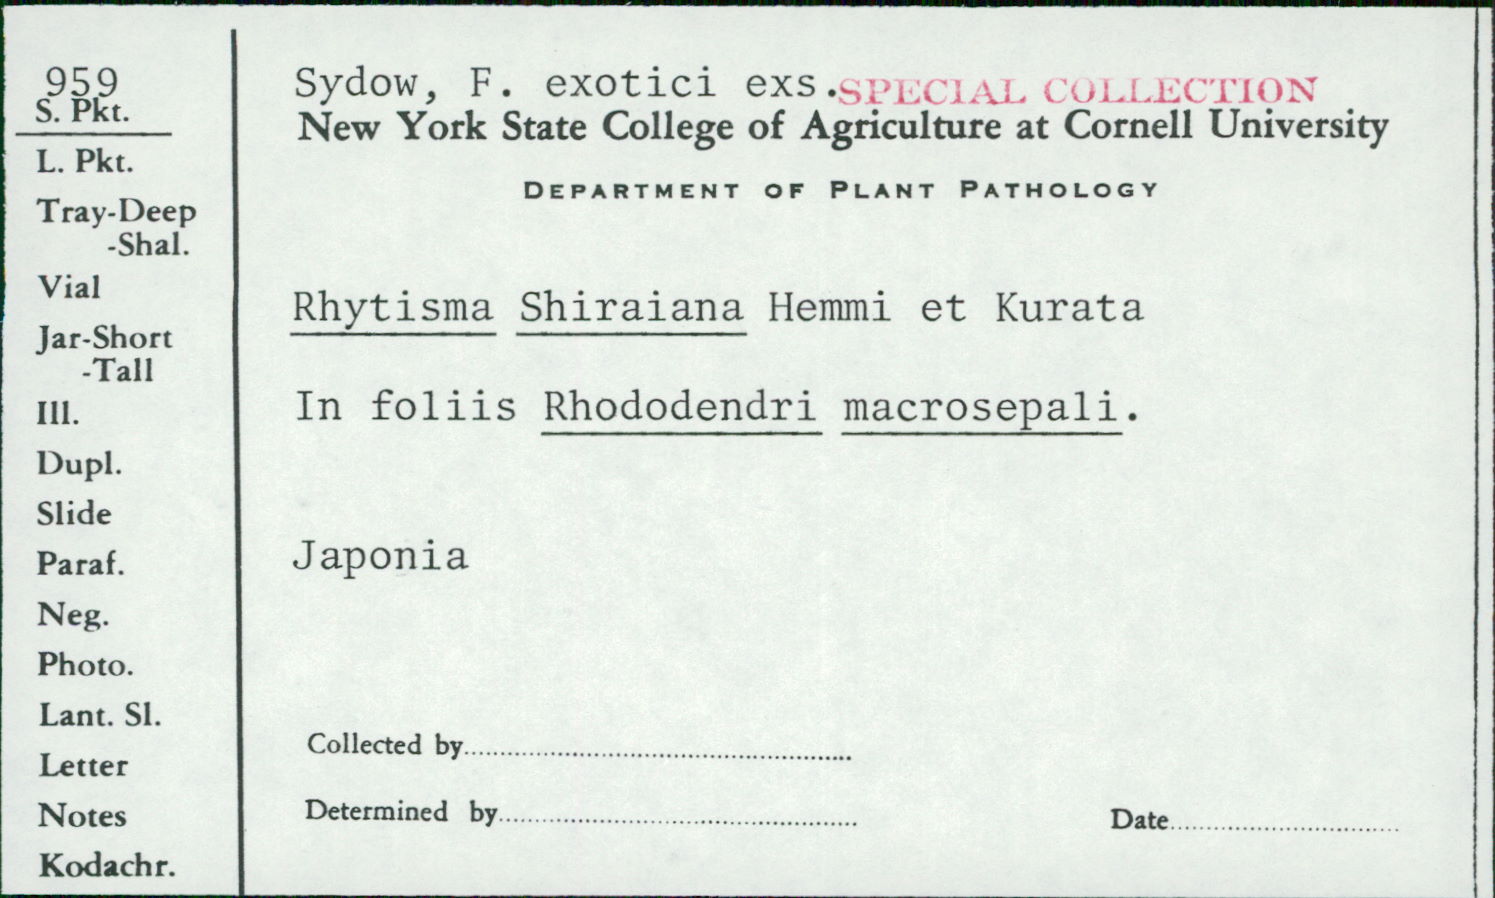 959
S. Pkt.
L. Pkt.
Tray-Deep
-Shal.
Vial
Jar-Short
-Tall
Ill.
Dupl.
Slide
Paraf.
Neg.
Photo.
Lant. Sl.
Letter
Notes
Kodachr.
Sydow, F. exotici exs. SPECIAL COLLECTION
New York State College of Agriculture at Cornell University
DEPARTMENT OF PLANT PATHOLOGY
Rhytisma Shiraiana Hemmi et Kurata
In foliis Rhododendri macrosepali.
Japonia
Collected by
Determined by
Date